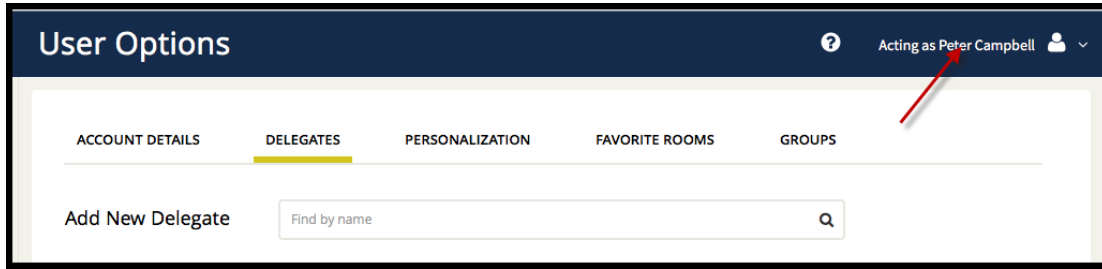 User Options
? Acting as Peter Campbell
ACCOUNT DETAILS DELEGATES PERSONALIZATION FAVORITE ROOMS GROUPS
Add New Delegate Find by name